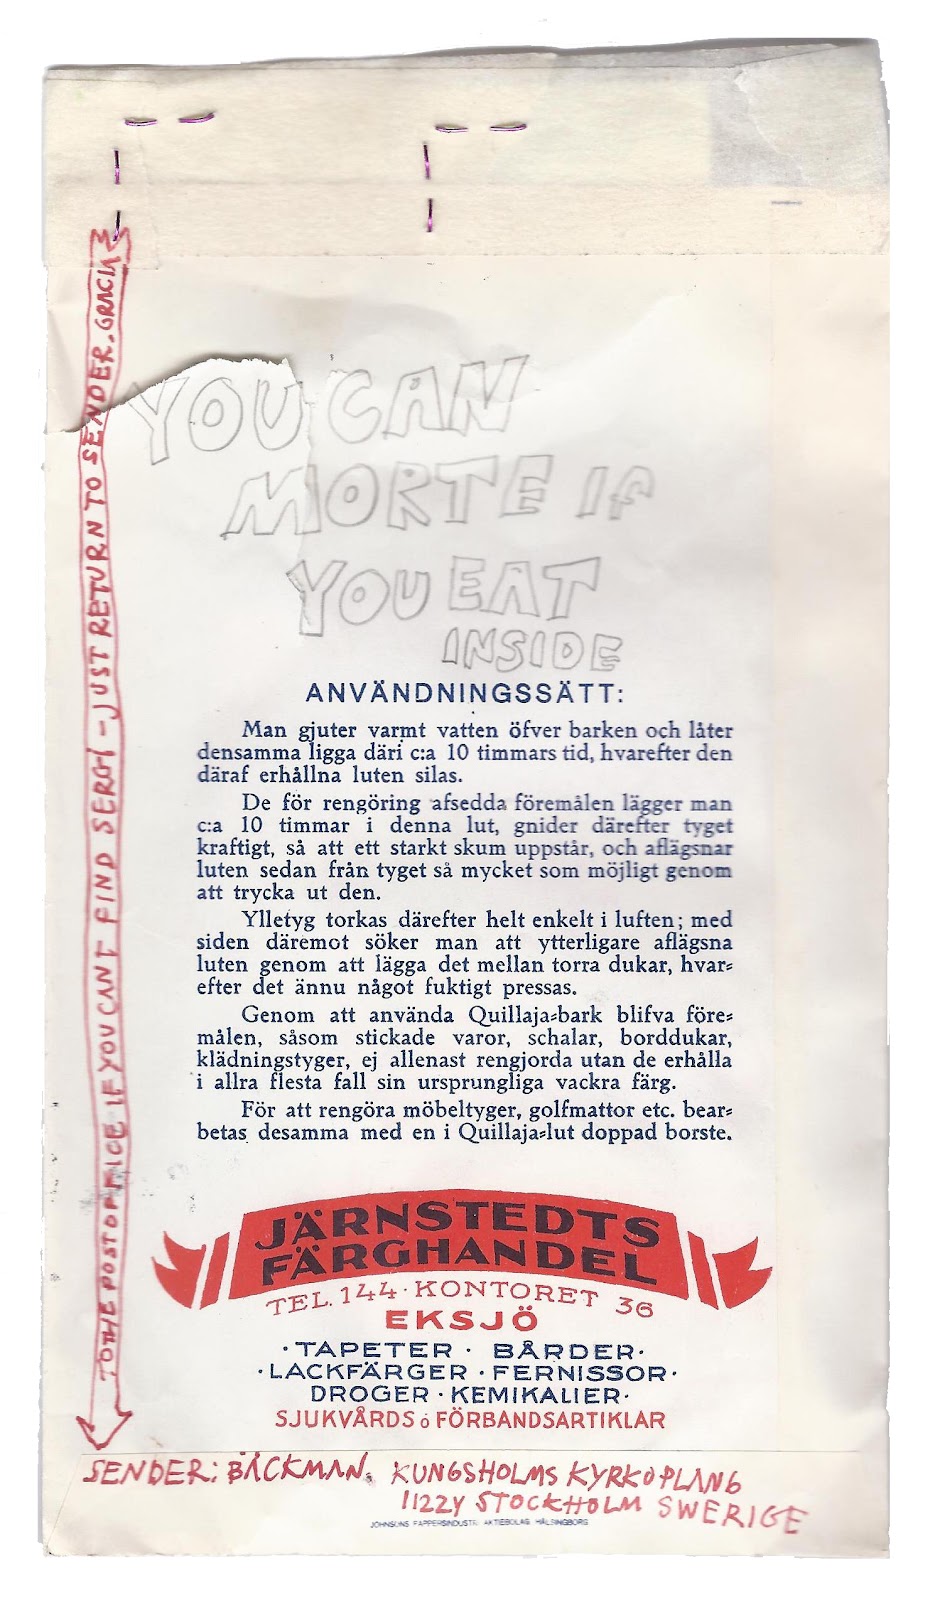 TO THE POSTOFFICE IF YOU CANT FIND SERGI - JUST RETURN TO SENDER. GRACIAS
YOU CAN
MORTE If
YOU EAT
INSIDE
ANVÄNDNINGSSÄTT:
Man gjuter varmt vatten öfver barken och låter
densamma ligga däri c:a 10 timmars tid, hvarefter den
däraf erhållna luten silas.
De för rengöring afsedda föremålen lägger man
c:a 10 timmar i denna lut, gnider därefter tyget
kraftigt, så att ett starkt skum uppstår, och aflägsnar
luten sedan från tyget så mycket som möjligt genom
att trycka ut den.
Ylletyg torkas därefter helt enkelt i luften; med
siden däremot söker man att ytterligare aflägsna
luten genom att lägga det mellan torra dukar, hvar=
efter det ännu något fuktigt pressas.
Genom att använda Quillaja=bark blifva före=
målen, såsom stickade varor, schalar, borddukar,
klädningstyger, ej allenast rengjorda utan de erhålla
i allra flesta fall sin ursprungliga vackra färg.
För att rengöra möbeltyger, golfmattor etc. bear=
betas desamma med en i Quillaja=lut doppad borste.
JÄRNSTEDTS
FÄRGHANDEL
TEL. 144 · KONTORET 36
EKSJÖ
· TAPETER · BÅRDER ·
· LACKFÄRGER · FERNISSOR ·
DROGER · KEMIKALIER ·
SJUKVÅRDS ó FÖRBANDSARTIKLAR
SENDER: BÄCKMAN. KUNGSHOLMS KYRKOPLAN 6
11224 STOCKHOLM SWERIGE
JOHNSONS PAPPERSINDUSTRI AKTIEBOLAG HÄLSINGBORG